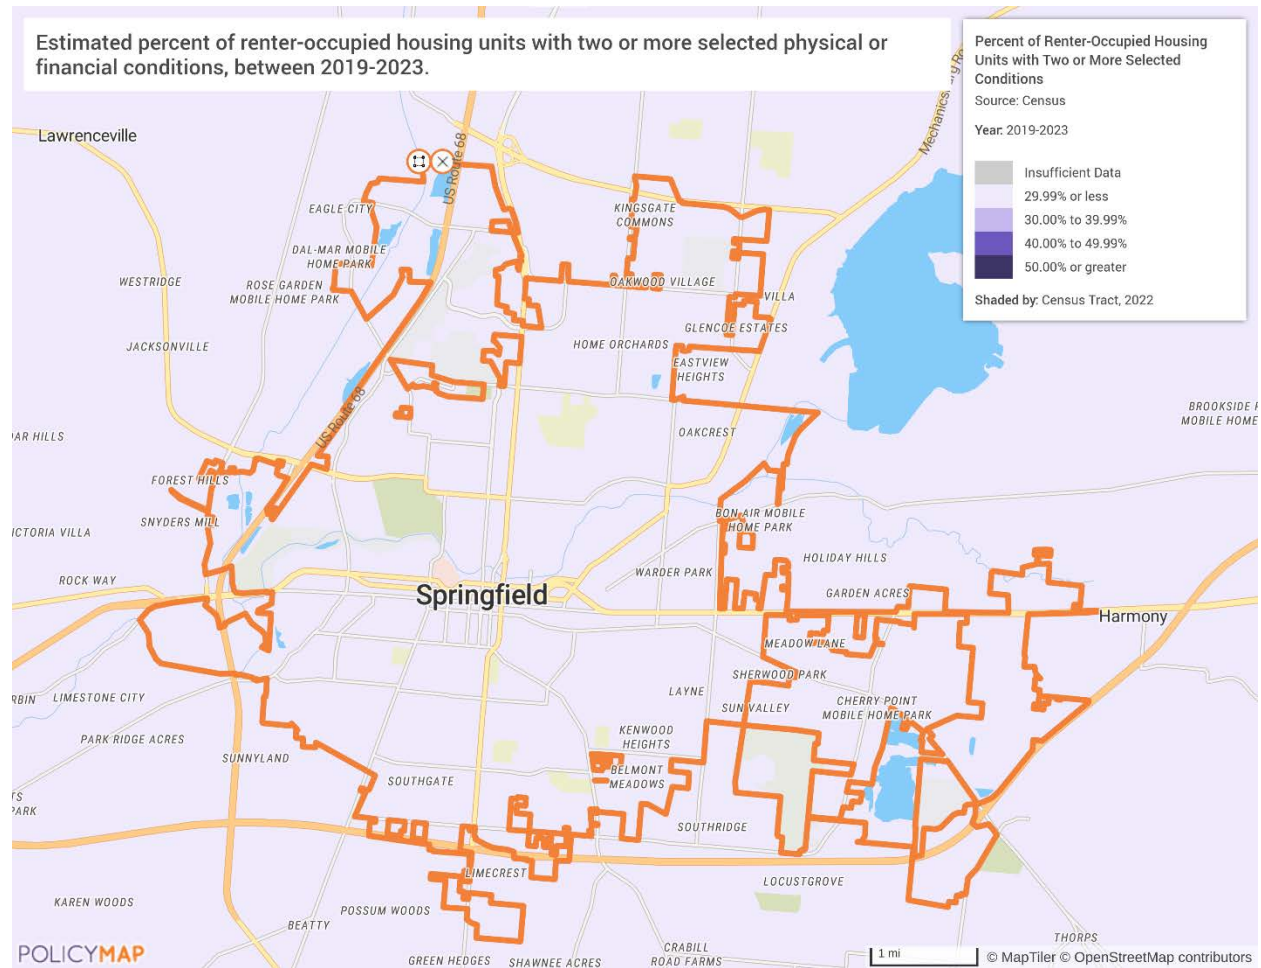 Estimated percent of renter-occupied housing units with two or more selected physical or
financial conditions, between 2019-2023.
Percent of Renter-Occupied Housing
Units with Two or More Selected
Conditions
Source: Census
Year: 2019-2023
Insufficient Data
29.99% or less
30.00% to 39.99%
40.00% to 49.99%
50.00% or greater
Shaded by: Census Tract, 2022
Lawrenceville
US Route 68
EAGLE CITY
KINGSGATE
COMMONS
DAL-MAR MOBILE
HOME PARK
WESTRIDGE
ROSE GARDEN
MOBILE HOME PARK
OAKWOOD VILLAGE
VILLA
GLENCOE ESTATES
JACKSONVILLE
HOME ORCHARDS
EASTVIEW
HEIGHTS
US Route 68
BROOKSIDE
MOBILE HOME
AR HILLS
OAKCREST
FOREST HILLS
SNYDERS MILL
BON AIR MOBILE
HOME PARK
ICTORIA VILLA
HOLIDAY HILLS
ROCK WAY
WARDER PARK
Springfield
GARDEN ACRES
Harmony
MEADOW LANE
SHERWOOD PARK
LIMESTONE CITY
LAYNE
SUN VALLEY
CHERRY POINT
MOBILE HOME PARK
PARK RIDGE ACRES
KENWOOD
HEIGHTS
SUNNYLAND
SOUTHGATE
BELMONT
MEADOWS
TS
PARK
SOUTHRIDGE
LIMECREST
LOCUSTGROVE
KAREN WOODS
POSSUM WOODS
BEATTY
THORPS
CRABILL
ROAD FARMS
GREEN HEDGES
SHAWNEE ACRES
POLICYMAP
1 mi
© MapTiler © OpenStreetMap contributors